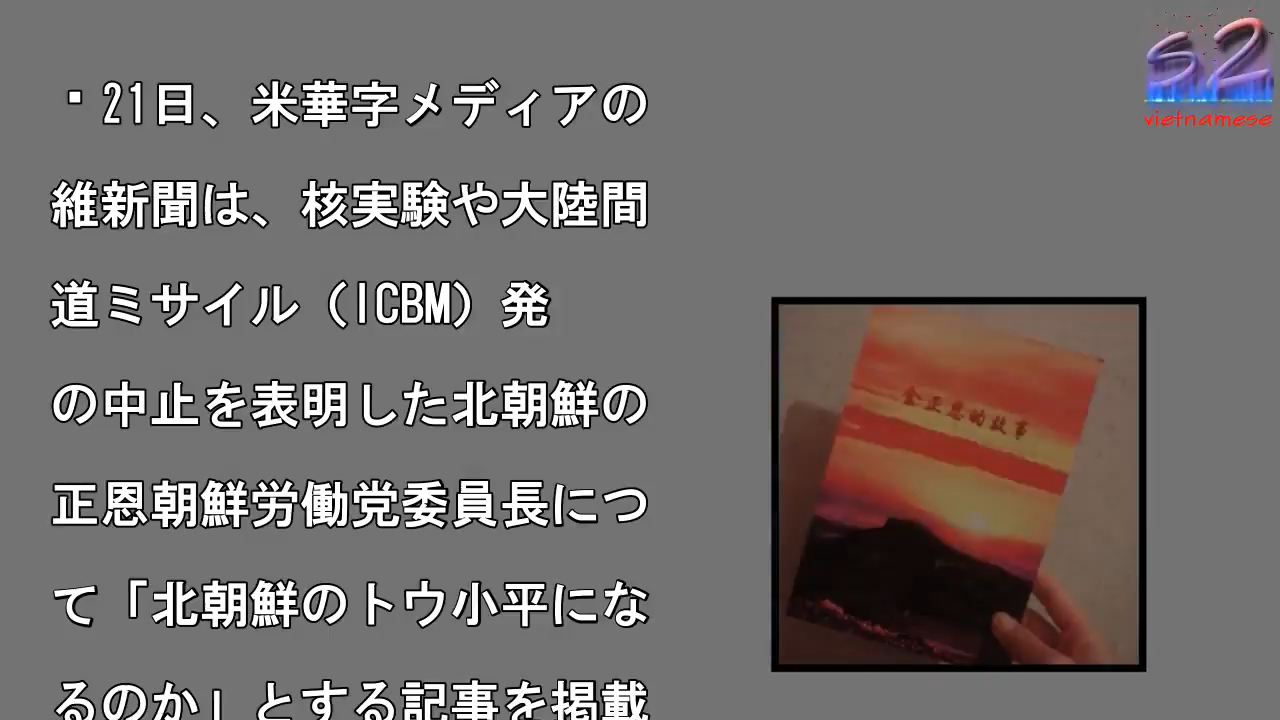 ・21日、米華字メディアの
維新聞は、核実験や大陸間
道ミサイル（ICBM）発
の中止を表明した北朝鮮の
正恩朝鮮労働党委員長につ
て「北朝鮮のトウ小平にな
るのか」とする記事を掲載
S2
vietnamese
金正恩的故事